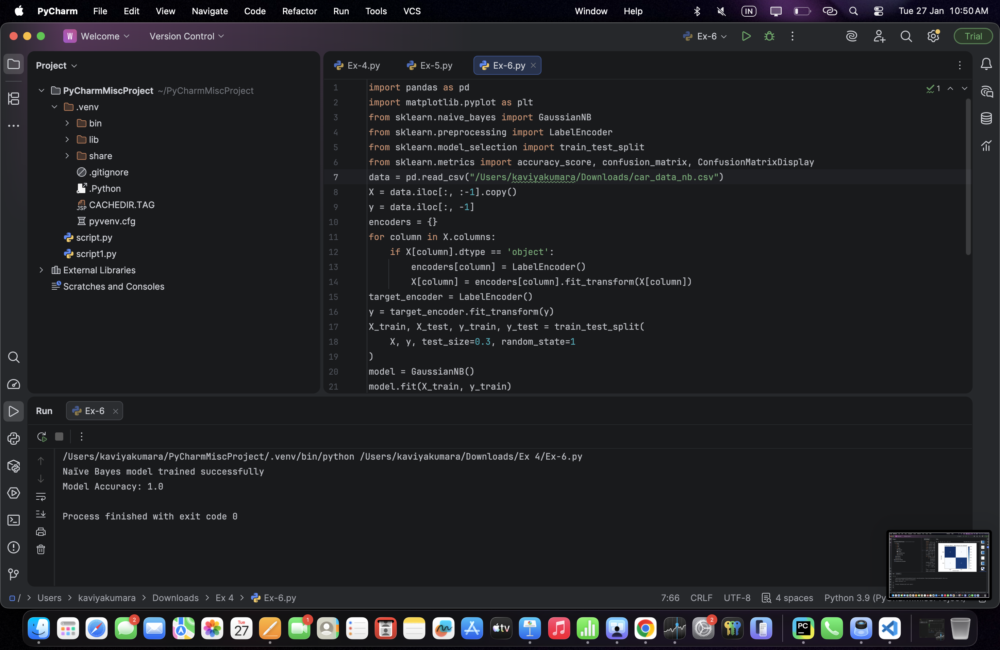 PyCharm File Edit View Navigate Code Refactor Run Tools VCS Window Help IN Tue 27 Jan 10:50 AM
W Welcome Version Control Ex-6 Trial
Project
PyCharmMiscProject ~/PyCharmMiscProject
.venv
bin
lib
share
.gitignore
.Python
JSP CACHEDIR.TAG
pyvenv.cfg
script.py
script1.py
External Libraries
Scratches and Consoles
Ex-4.py Ex-5.py Ex-6.py
1
1 import pandas as pd
2 import matplotlib.pyplot as plt
3 from sklearn.naive_bayes import GaussianNB
4 from sklearn.preprocessing import LabelEncoder
5 from sklearn.model_selection import train_test_split
6 from sklearn.metrics import accuracy_score, confusion_matrix, ConfusionMatrixDisplay
7 data = pd.read_csv("/Users/kaviyakumara/Downloads/car_data_nb.csv")
8 X = data.iloc[:, :-1].copy()
9 y = data.iloc[:, -1]
10 encoders = {}
11 for column in X.columns:
12 if X[column].dtype == 'object':
13 encoders[column] = LabelEncoder()
14 X[column] = encoders[column].fit_transform(X[column])
15 target_encoder = LabelEncoder()
16 y = target_encoder.fit_transform(y)
17 X_train, X_test, y_train, y_test = train_test_split(
18 X, y, test_size=0.3, random_state=1
19 )
20 model = GaussianNB()
21 model.fit(X_train, y_train)
Run Ex-6
/Users/kaviyakumara/PyCharmMiscProject/.venv/bin/python /Users/kaviyakumara/Downloads/Ex 4/Ex-6.py
Naïve Bayes model trained successfully
Model Accuracy: 1.0
Process finished with exit code 0
/ Users kaviyakumara Downloads Ex 4 Ex-6.py 7:66 CRLF UTF-8 4 spaces Python 3.9
2 Tue 27 1 tv 2 PC